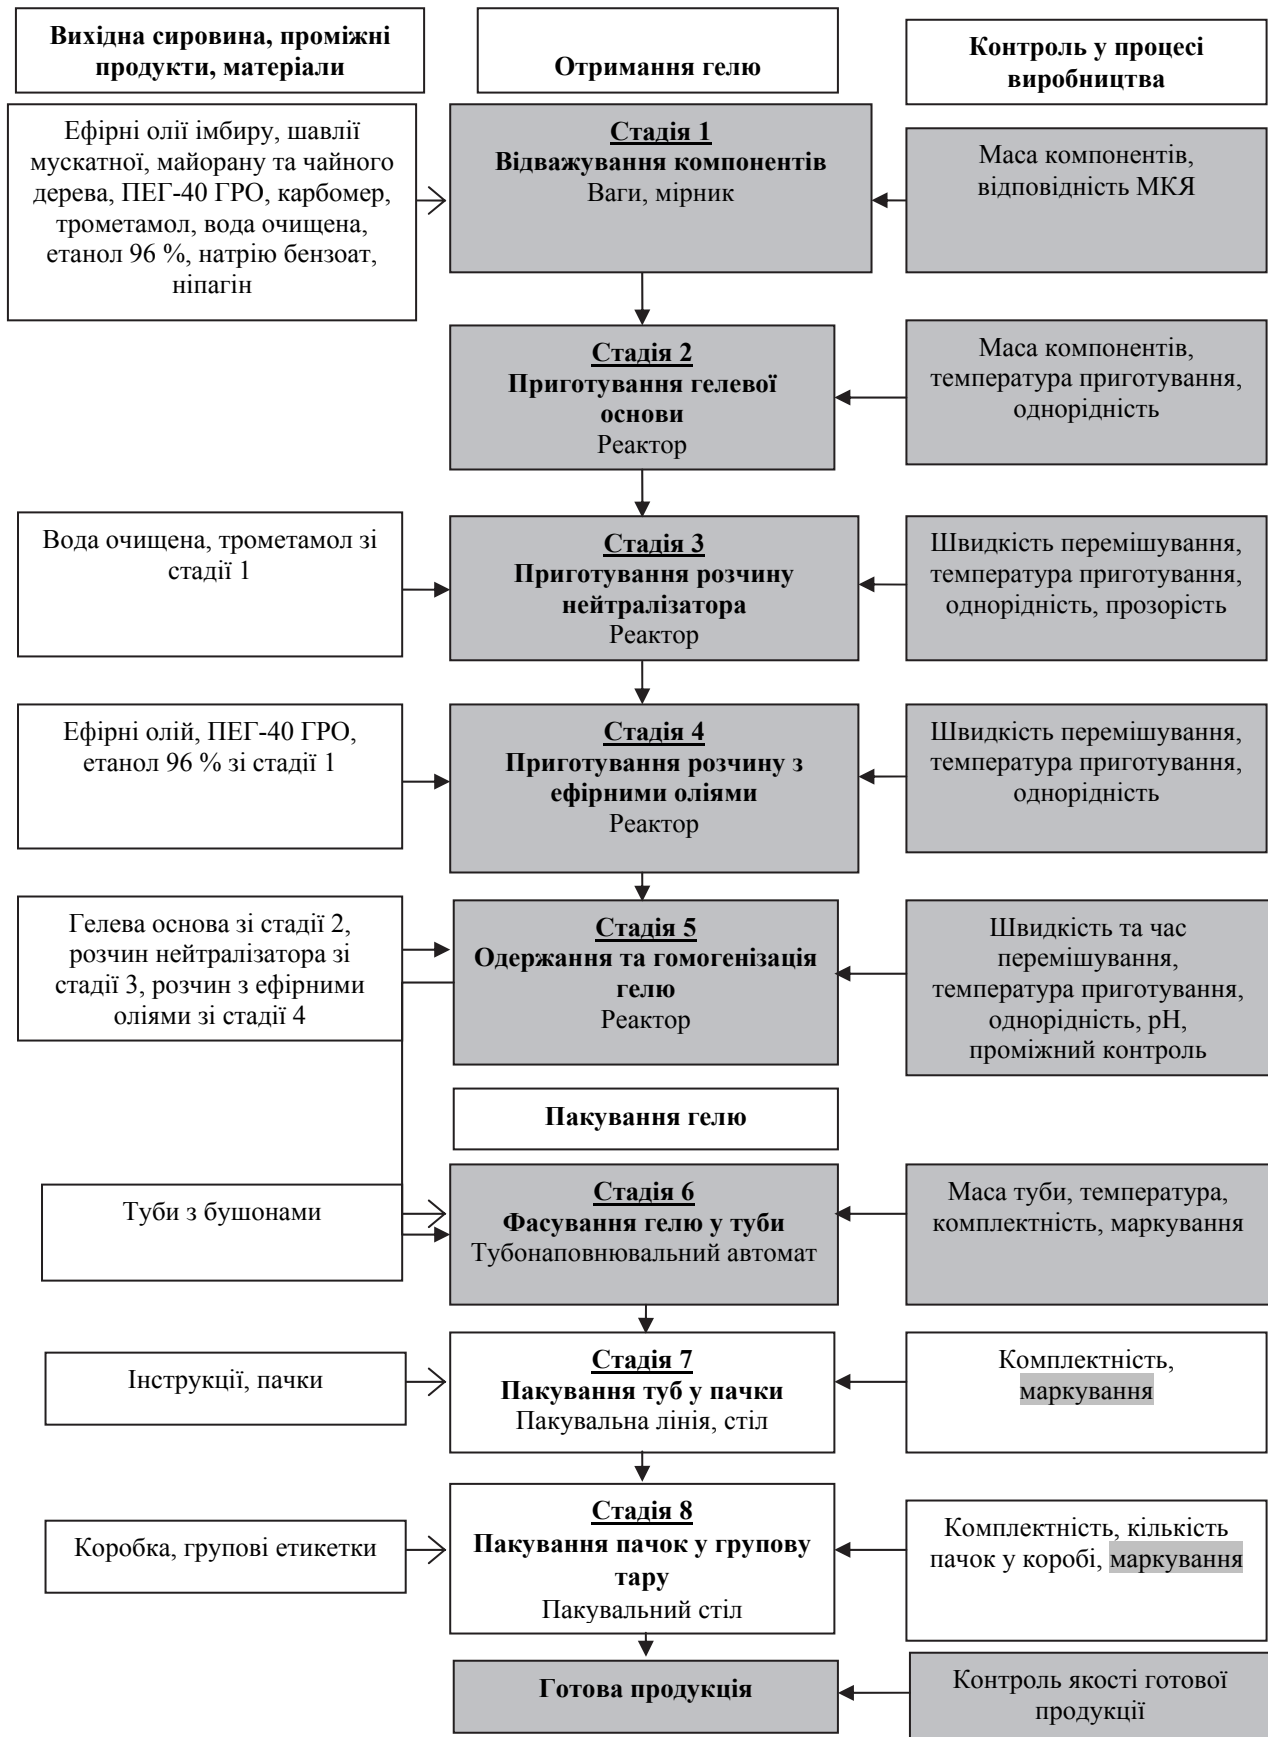 Вихідна сировина, проміжні
продукти, матеріали
Отримання гелю
Контроль у процесі
виробництва
Ефірні олії імбиру, шавлії
мускатної, майорану та чайного
дерева, ПЕГ-40 ГРО, карбомер,
трометамол, вода очищена,
етанол 96 %, натрію бензоат,
ніпагін
Стадія 1
Відважування компонентів
Ваги, мірник
Маса компонентів,
відповідність МКЯ
Стадія 2
Приготування гелевої
основи
Реактор
Маса компонентів,
температура приготування,
однорідність
Вода очищена, трометамол зі
стадії 1
Стадія 3
Приготування розчину
нейтралізатора
Реактор
Швидкість перемішування,
температура приготування,
однорідність, прозорість
Ефірні олій, ПЕГ-40 ГРО,
етанол 96 % зі стадії 1
Стадія 4
Приготування розчину з
ефірними оліями
Реактор
Швидкість перемішування,
температура приготування,
однорідність
Гелева основа зі стадії 2,
розчин нейтралізатора зі
стадії 3, розчин з ефірними
оліями зі стадії 4
Стадія 5
Одержання та гомогенізація
гелю
Реактор
Швидкість та час
перемішування,
температура приготування,
однорідність, рН,
проміжний контроль
Пакування гелю
Туби з бушонами
Стадія 6
Фасування гелю у туби
Тубонаповнювальний автомат
Маса туби, температура,
комплектність, маркування
Інструкції, пачки
Стадія 7
Пакування туб у пачки
Пакувальна лінія, стіл
Комплектність,
маркування
Коробка, групові етикетки
Стадія 8
Пакування пачок у групову
тару
Пакувальний стіл
Комплектність, кількість
пачок у коробі, маркування
Готова продукція
Контроль якості готової
продукції